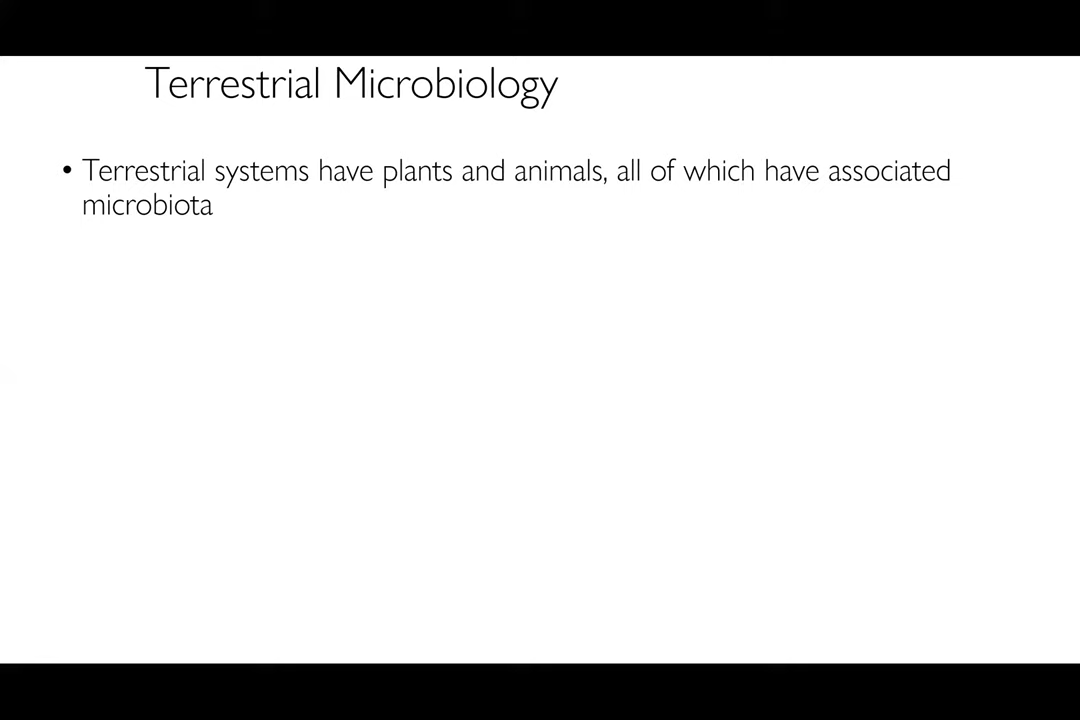 Terrestrial Microbiology
• Terrestrial systems have plants and animals, all of which have associated
microbiota